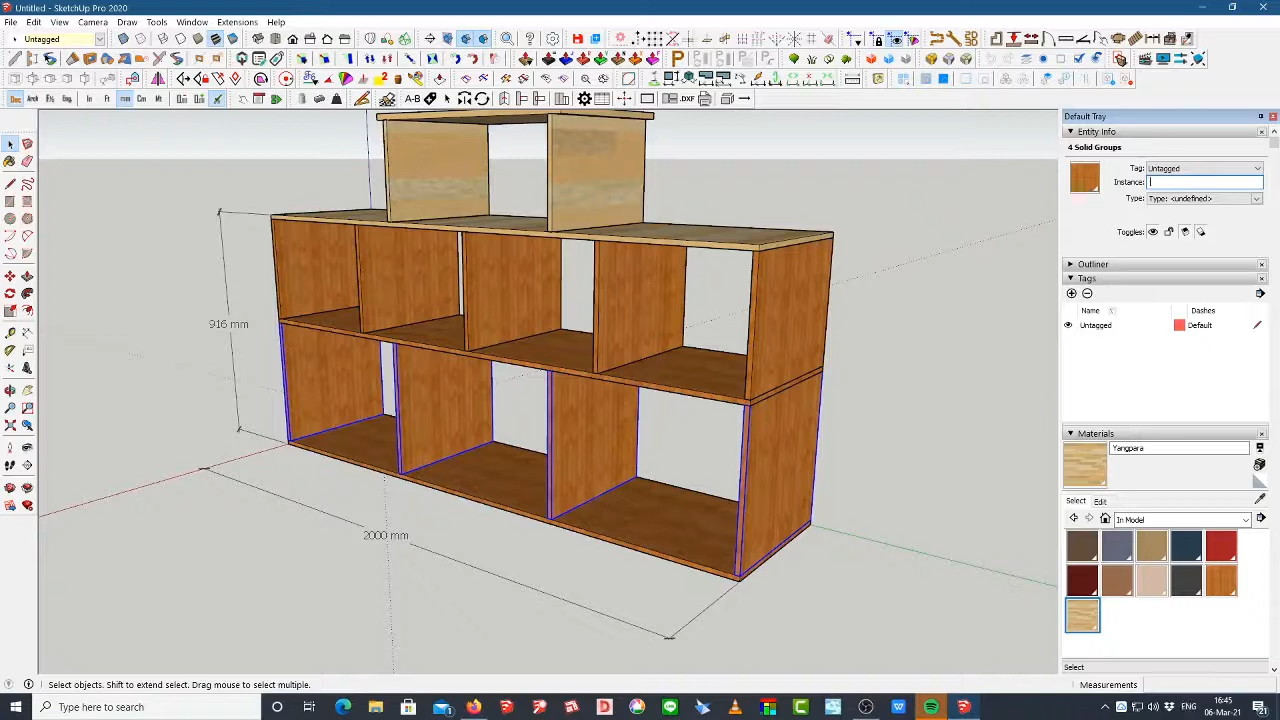 Untitled - SketchUp Pro 2020
File Edit View Camera Draw Tools Window Extensions Help
Untagged
A-B
.DXF
916 mm
2000 mm
Default Tray
Entity Info
4 Solid Groups
Tag: Untagged
Instance:
Type: Type: <undefined>
Toggles:
Outliner
Tags
Name Dashes
Untagged Default
Materials
Yangpara
Select Edit
In Model
Select
Select objects. Shift to extend select. Drag mouse to select multiple.
Measurements
Type here to search
ENG
16:45
06-Mar-21